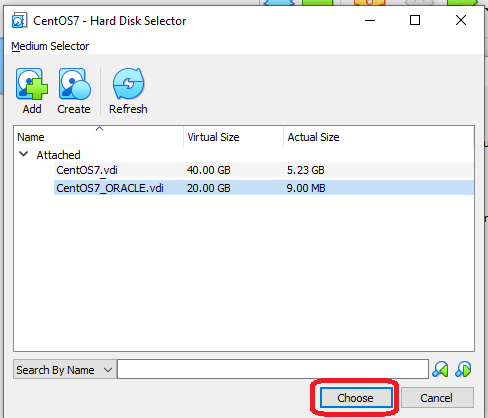 CentOS7 - Hard Disk Selector
Medium Selector
Add Create Refresh
Name Virtual Size Actual Size
Attached
CentOS7.vdi 40.00 GB 5.23 GB
CentOS7_ORACLE.vdi 20.00 GB 9.00 MB
Search By Name
Choose Cancel